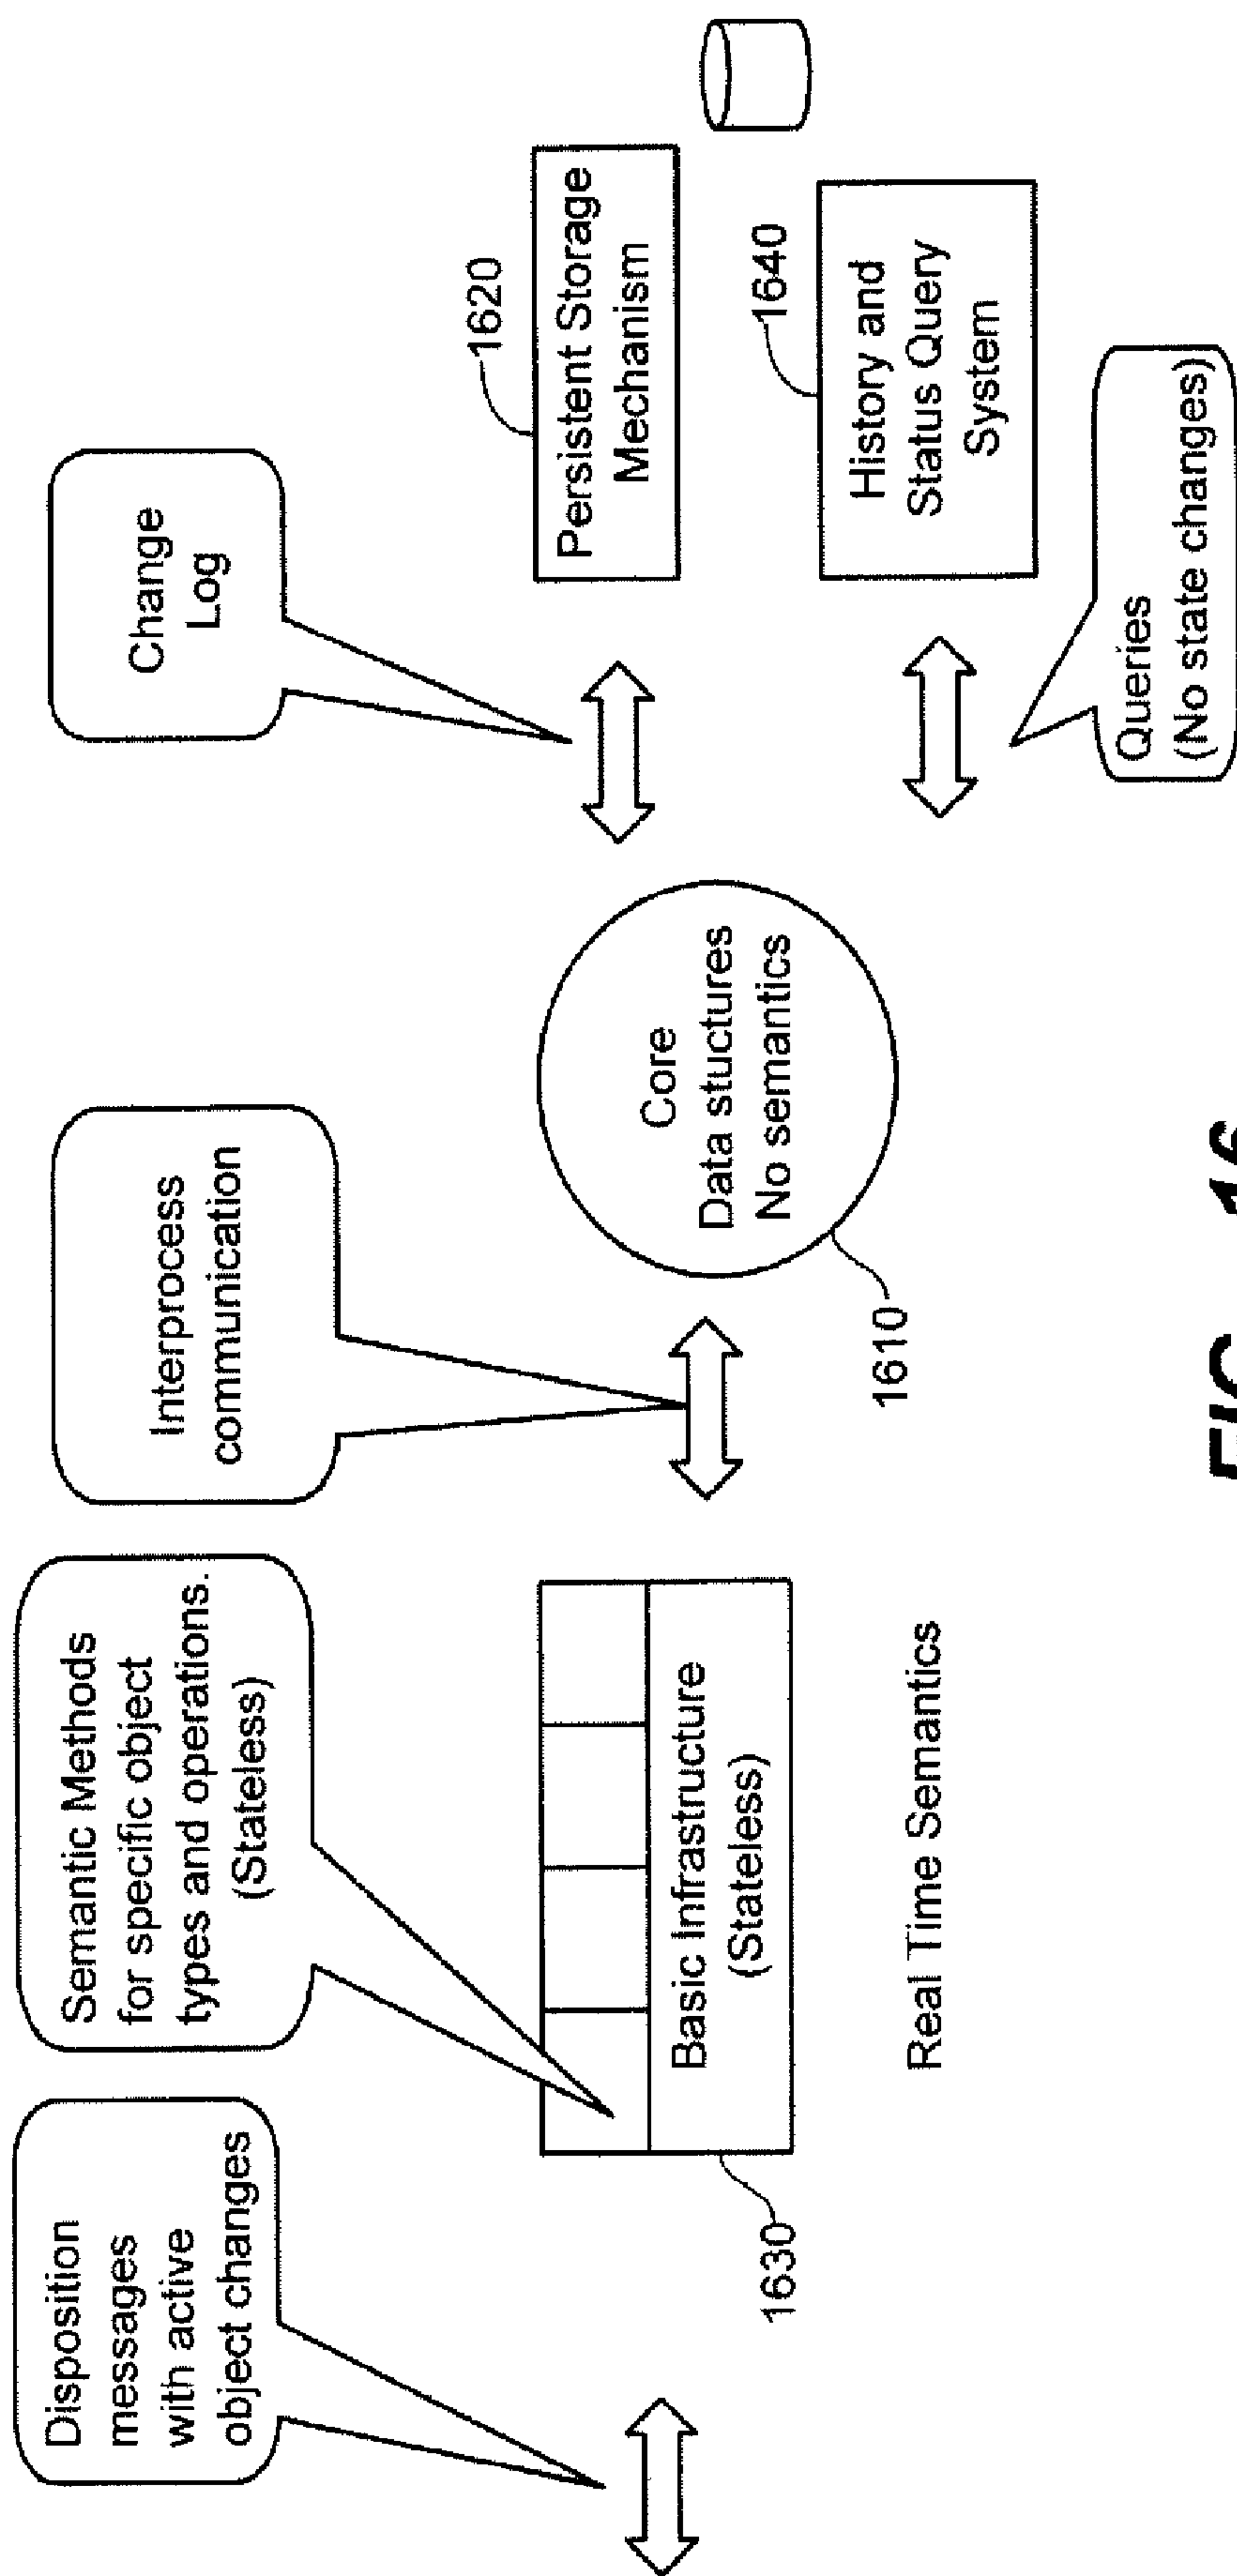 Disposition
messages
with active
object changes
Semantic Methods
for specific object
types and operations.
(Stateless)
Interprocess
communication
Change
Log
1630
Basic Infrastructure
(Stateless)
Real Time Semantics
1610
Core
Data stuctures
No semantics
1620
Persistent Storage
Mechanism
1640
History and
Status Query
System
Queries
(No state changes)
FIG._16